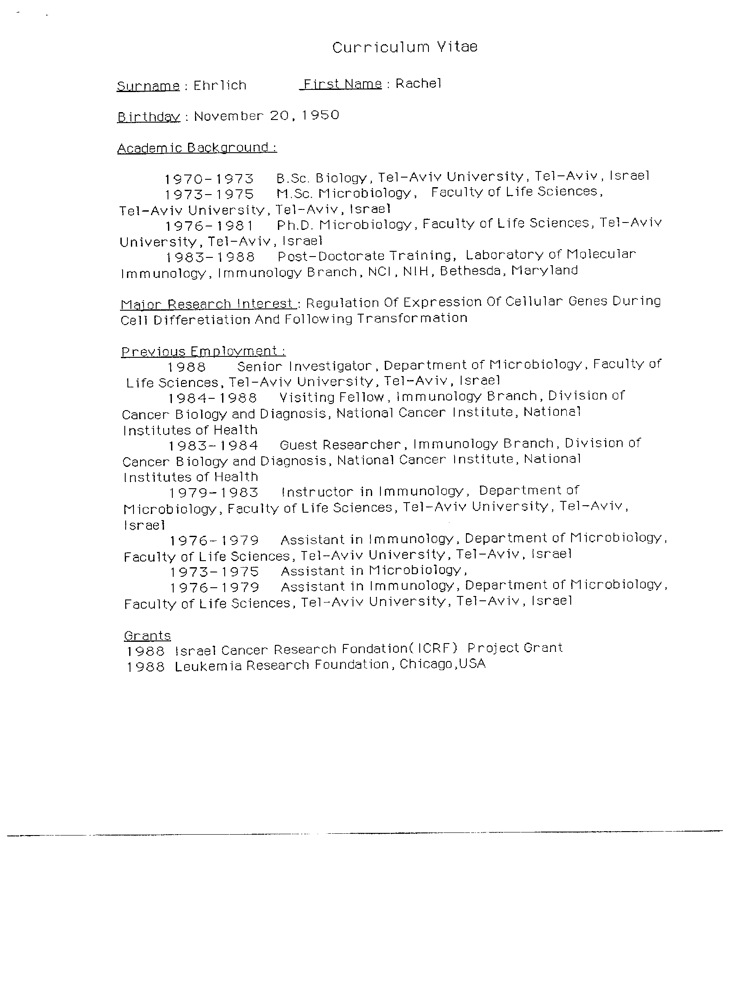 Curriculum Vitae
Surname : Ehrlich First Name : Rachel
Birthday : November 20, 1950
Academic Background :
1970-1973 B.Sc. Biology, Tel-Aviv University, Tel-Aviv, Israel
1973-1975 M.Sc. Microbiology, Faculty of Life Sciences,
Tel-Aviv University, Tel-Aviv, Israel
1976-1981 Ph.D. Microbiology, Faculty of Life Sciences, Tel-Aviv
University, Tel-Aviv, Israel
1983-1988 Post-Doctorate Training, Laboratory of Molecular
Immunology, Immunology Branch, NCI, NIH, Bethesda, Maryland
Major Research Interest : Regulation Of Expression Of Cellular Genes During
Cell Differetiation And Following Transformation
Previous Employment :
1988 Senior Investigator, Department of Microbiology, Faculty of
Life Sciences, Tel-Aviv University, Tel-Aviv, Israel
1984-1988 Visiting Fellow, Immunology Branch, Division of
Cancer Biology and Diagnosis, National Cancer Institute, National
Institutes of Health
1983-1984 Guest Researcher, Immunology Branch, Division of
Cancer Biology and Diagnosis, National Cancer Institute, National
Institutes of Health
1979-1983 Instructor in Immunology, Department of
Microbiology, Faculty of Life Sciences, Tel-Aviv University, Tel-Aviv,
Israel
1976-1979 Assistant in Immunology, Department of Microbiology,
Faculty of Life Sciences, Tel-Aviv University, Tel-Aviv, Israel
1973-1975 Assistant in Microbiology,
1976-1979 Assistant in Immunology, Department of Microbiology,
Faculty of Life Sciences, Tel-Aviv University, Tel-Aviv, Israel
Grants
1988 Israel Cancer Research Fondation(ICRF) Project Grant
1988 Leukemia Research Foundation, Chicago,USA